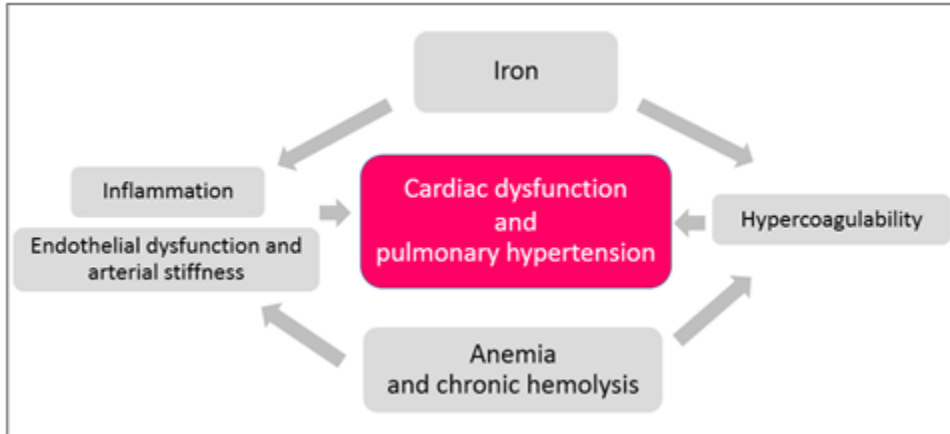 Iron
Inflammation
Endothelial dysfunction and
arterial stiffness
Cardiac dysfunction
and
pulmonary hypertension
Hypercoagulability
Anemia
and chronic hemolysis